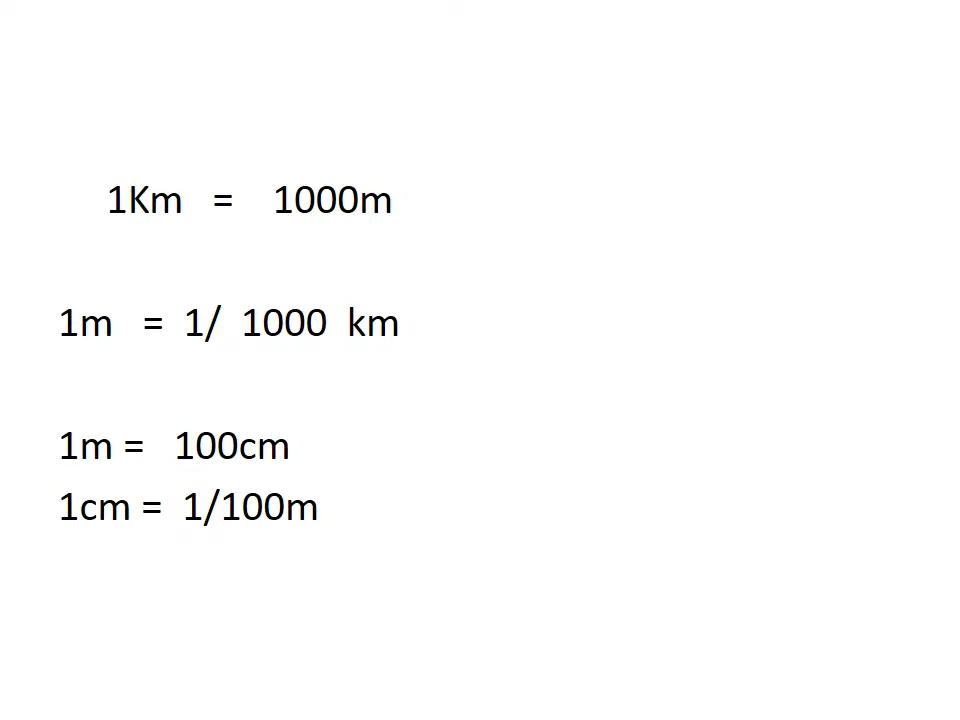 1Km = 1000m
1m = 1/ 1000 km
1m = 100cm
1cm = 1/100m